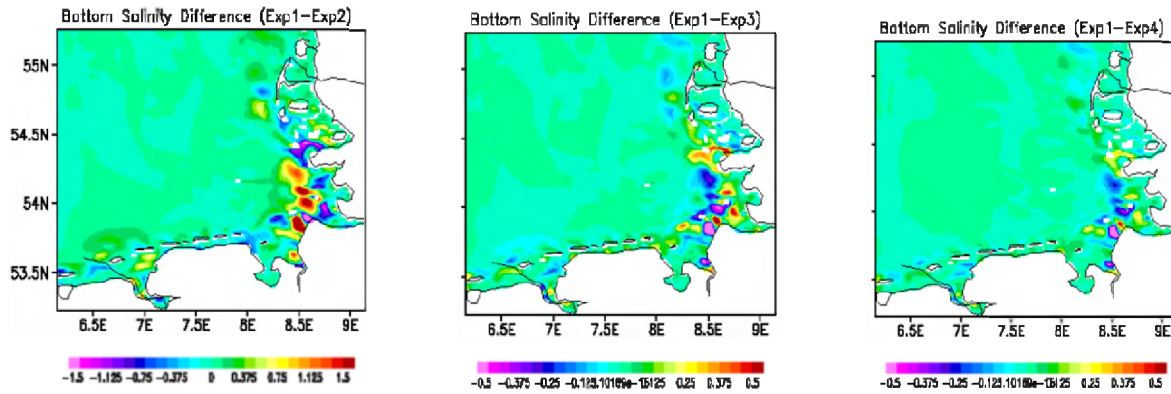 Bottom Salinity Difference (Exp1-Exp2)
Bottom Salinity Difference (Exp1-Exp3)
Bottom Salinity Difference (Exp1-Exp4)
55N
54.5N
54N
53.5N
6.5E 7E 7.5E 8E 8.5E 9E
6.5E 7E 7.5E 8E 8.5E 9E
6.5E 7E 7.5E 8E 8.5E 9E
-1.5 -1.125 -0.75 -0.375 0 0.375 0.75 1.125 1.5
-0.5 -0.375 -0.25 0.25 0.375 0.5
-0.5 -0.375 -0.25 0.25 0.375 0.5